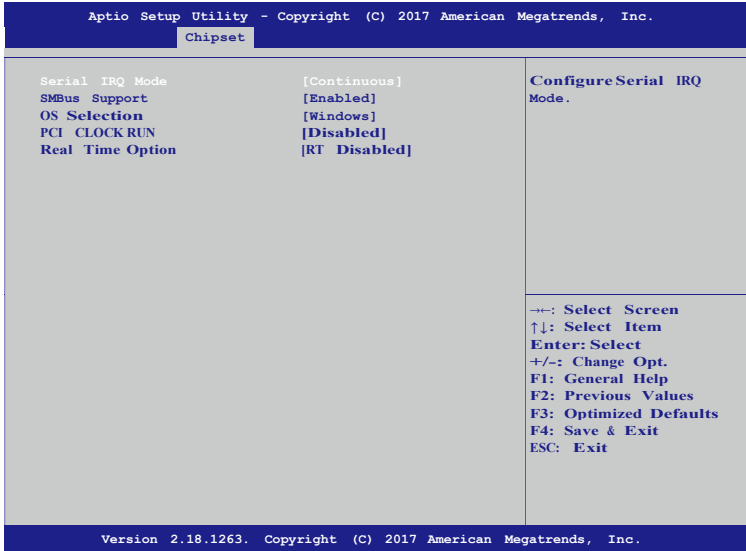 Aptio Setup Utility - Copyright (C) 2017 American Megatrends, Inc.
Chipset
Serial IRQ Mode [Continuous]
SMBus Support [Enabled]
OS Selection [Windows]
PCI CLOCK RUN [Disabled]
Real Time Option [RT Disabled]
Configure Serial IRQ
Mode.
→←: Select Screen
↑↓: Select Item
Enter: Select
+/-: Change Opt.
F1: General Help
F2: Previous Values
F3: Optimized Defaults
F4: Save & Exit
ESC: Exit
Version 2.18.1263. Copyright (C) 2017 American Megatrends, Inc.